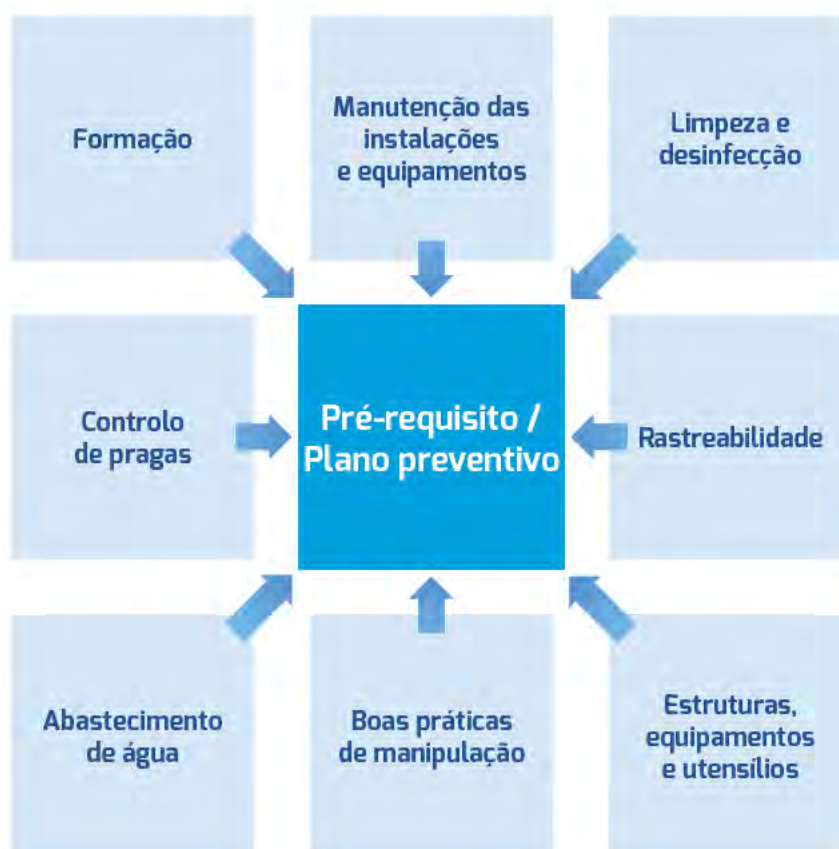 Formação
Manutenção das
instalações
e equipamentos
Limpeza e
desinfecção
Controlo
de pragas
Pré-requisito /
Plano preventivo
Rastreabilidade
Abastecimento
de água
Boas práticas
de manipulação
Estruturas,
equipamentos
e utensílios